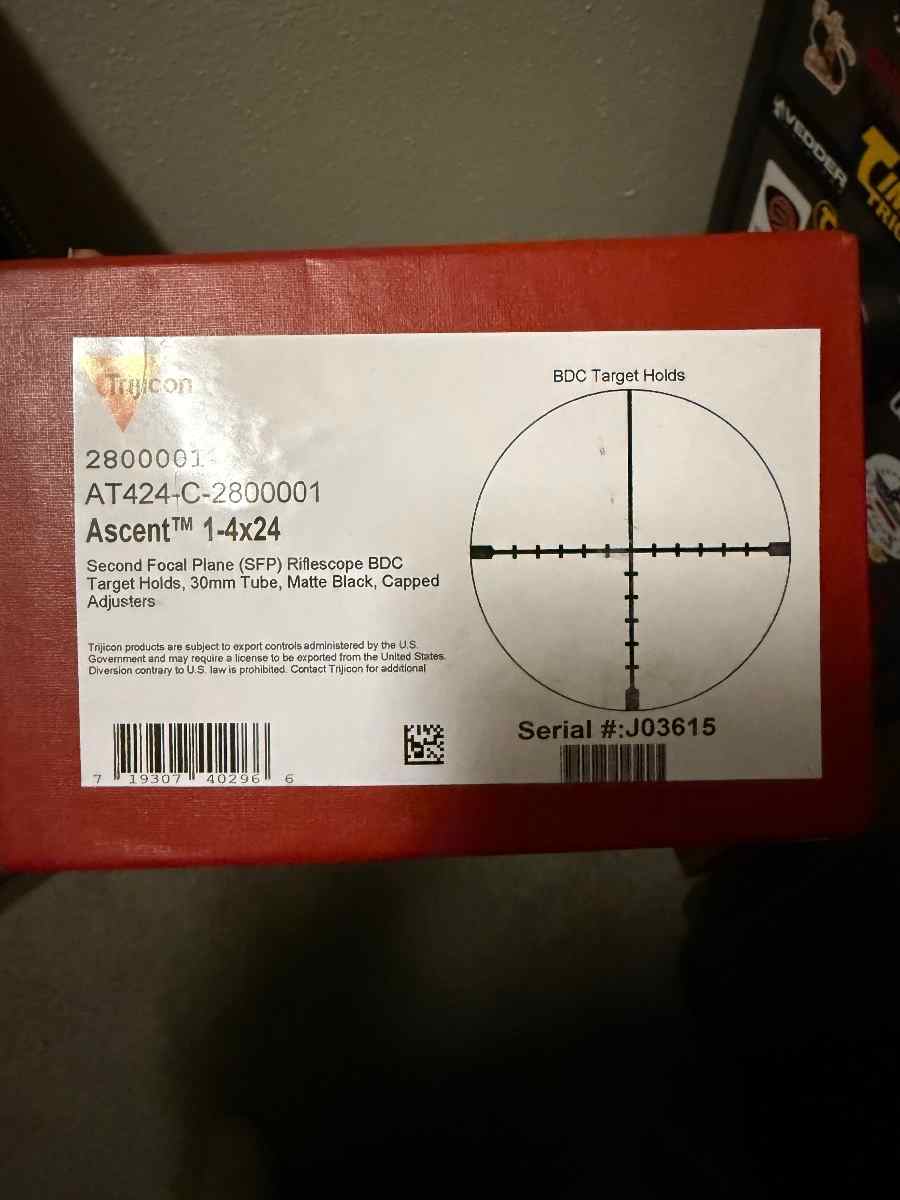 VEDDER
Trijicon
BDC Target Holds
2800001
AT424-C-2800001
Ascent™ 1-4x24
Second Focal Plane (SFP) Riflescope BDC
Target Holds, 30mm Tube, Matte Black, Capped
Adjusters
Trijicon products are subject to export controls administered by the U.S.
Government and may require a license to be exported from the United States.
Diversion contrary to U.S. law is prohibited. Contact Trijicon for additional
Serial #:J03615
7 19307 40296 6